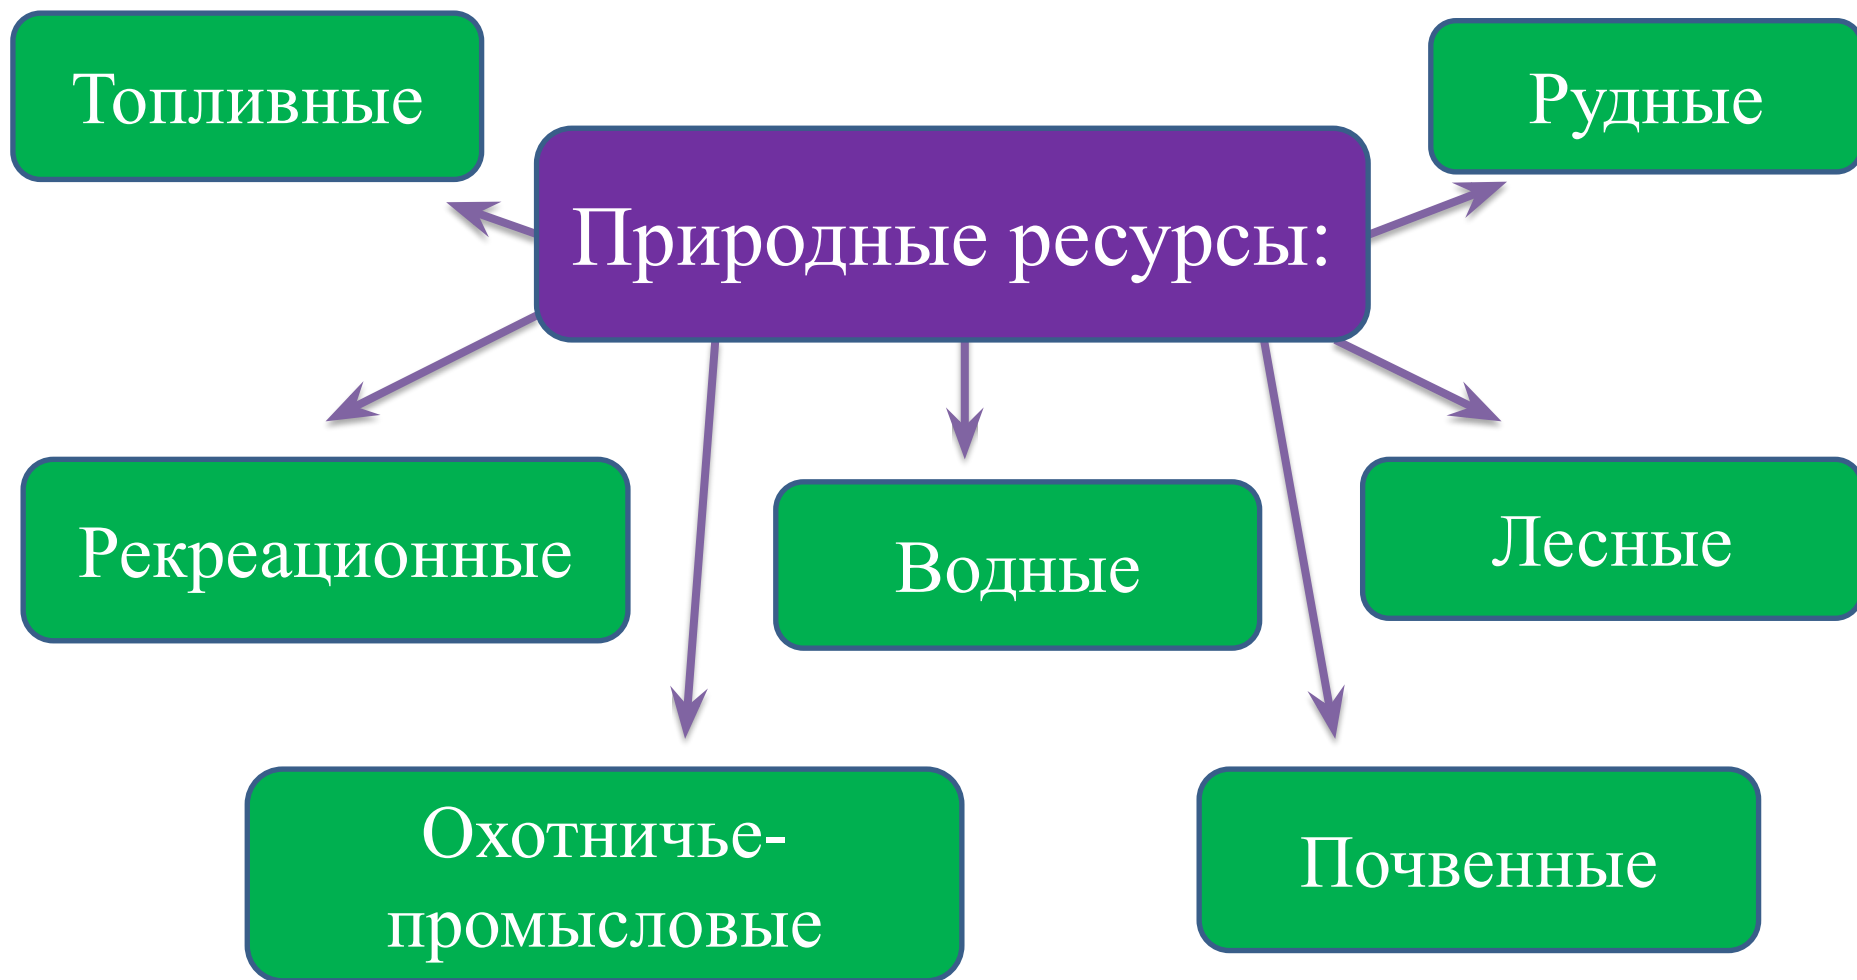 Топливные
Рудные
Природные ресурсы:
Рекреационные
Водные
Лесные
Охотничье-
промысловые
Почвенные